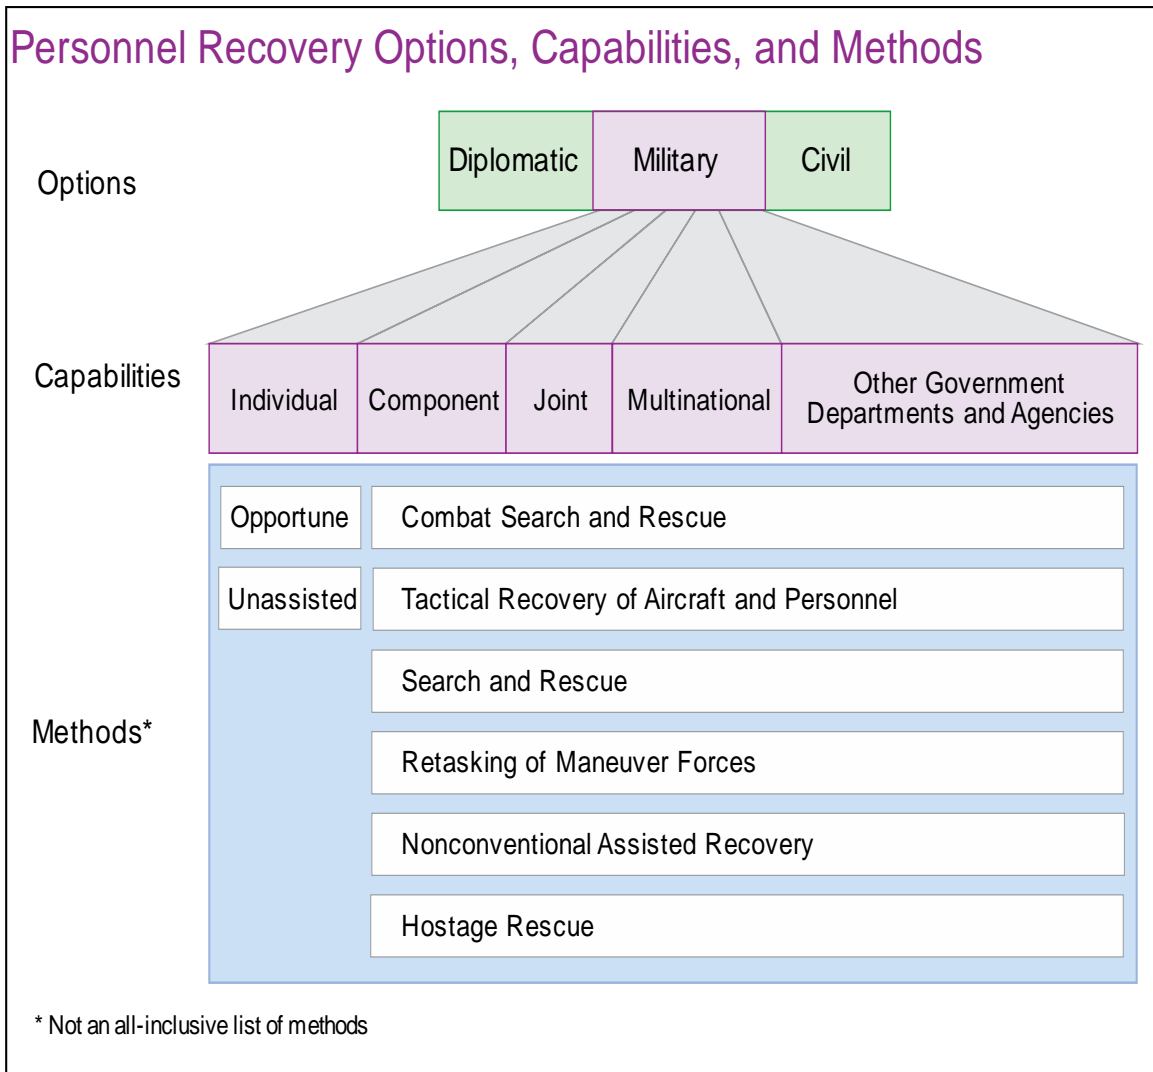 Personnel Recovery Options, Capabilities, and Methods
Options
Diplomatic
Military
Civil
Capabilities
Individual
Component
Joint
Multinational
Other Government
Departments and Agencies
Methods*
Opportune
Combat Search and Rescue
Unassisted
Tactical Recovery of Aircraft and Personnel
Search and Rescue
Retasking of Maneuver Forces
Nonconventional Assisted Recovery
Hostage Rescue
* Not an all-inclusive list of methods